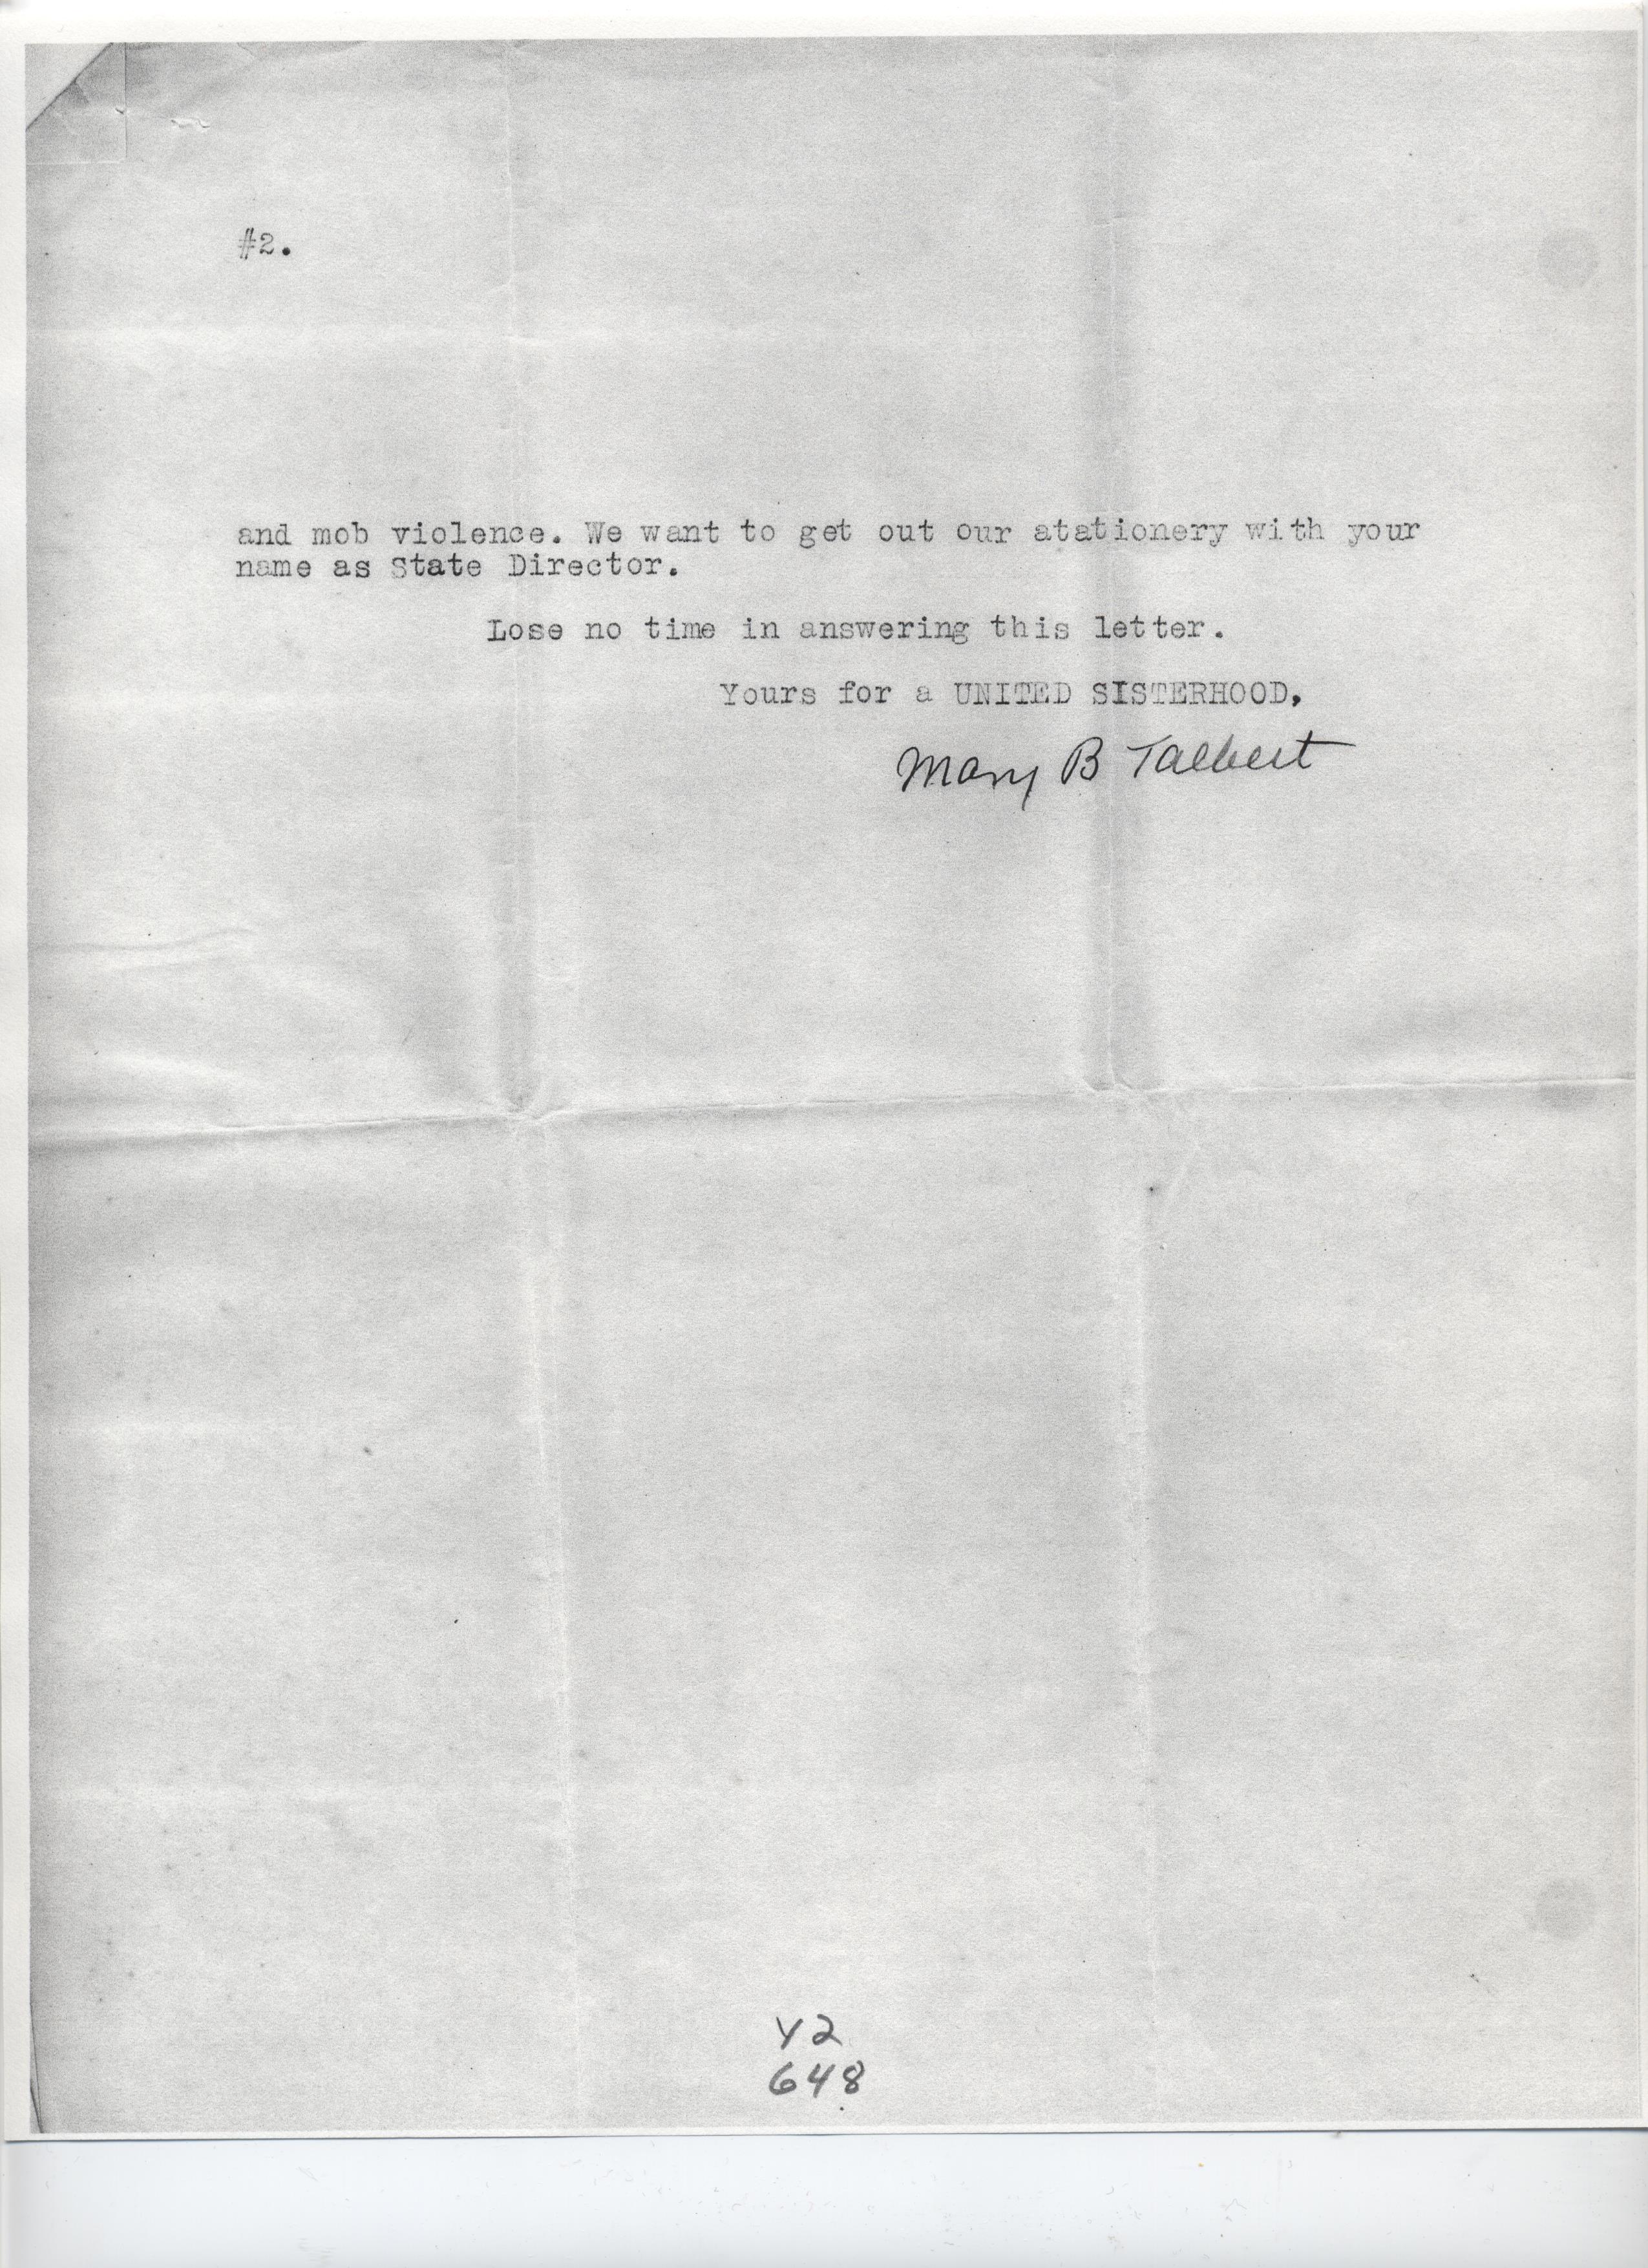 #2.
and mob violence. We want to get out our atationery with your
name as State Director.
Lose no time in answering this letter.
Yours for a UNITED SISTERHOOD,
Mary B Talbert
Y2
648